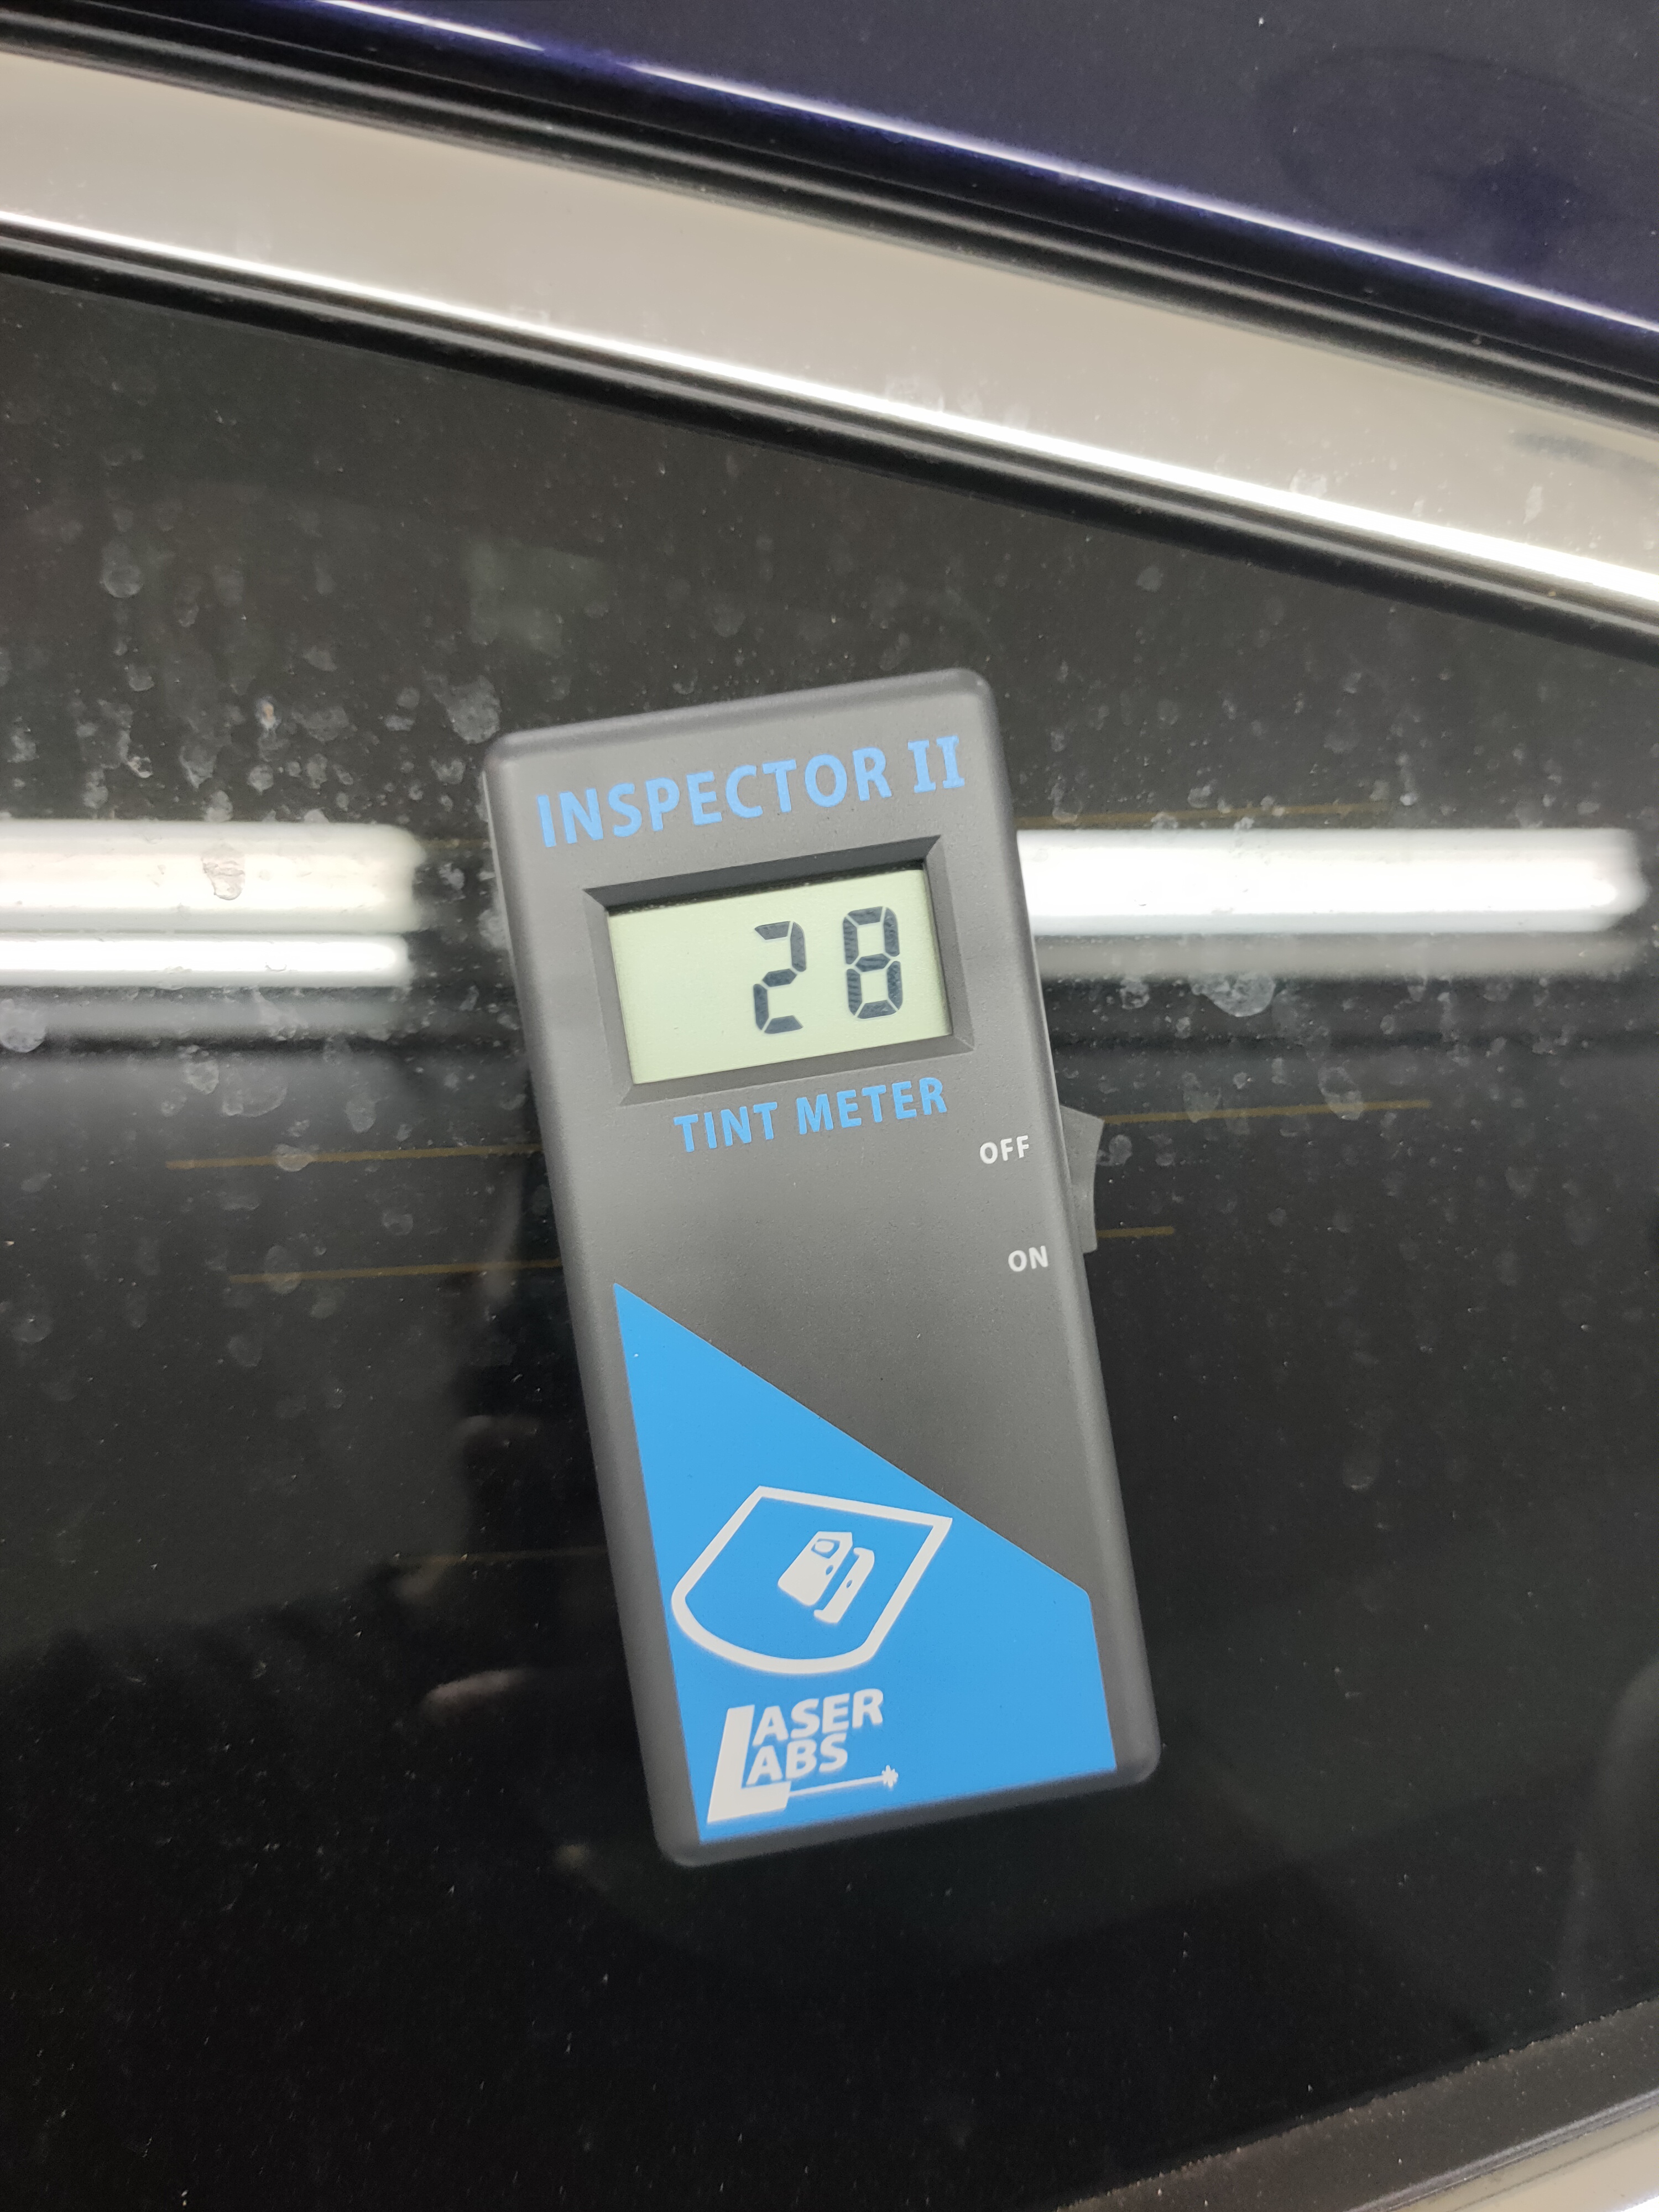 INSPECTOR II
28
TINT METER
OFF
ON
LASER
LABS